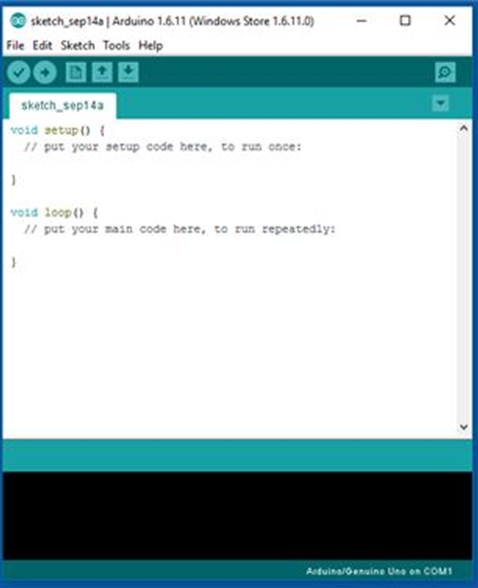 sketch_sep14a | Arduino 1.6.11 (Windows Store 1.6.11.0)
File Edit Sketch Tools Help
sketch_sep14a
void setup() {
// put your setup code here, to run once:
}
void loop() {
// put your main code here, to run repeatedly:
}
Arduino/Genuino Uno on COM1